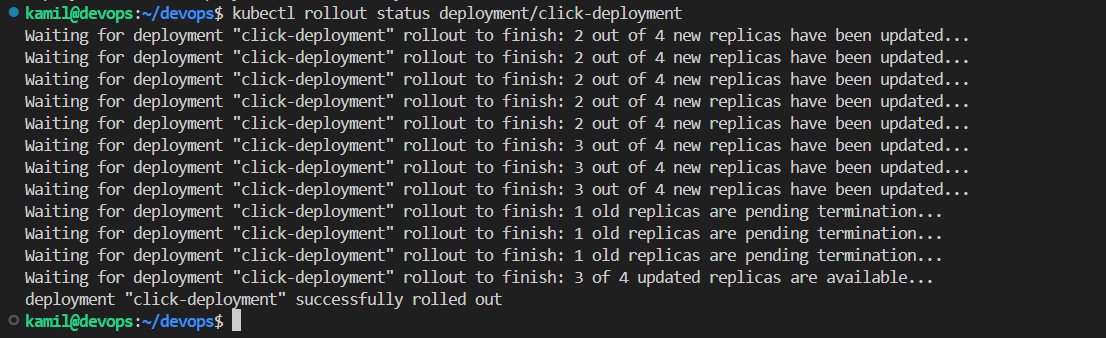 kamil@devops:~/devops$ kubectl rollout status deployment/click-deployment
Waiting for deployment "click-deployment" rollout to finish: 2 out of 4 new replicas have been updated...
Waiting for deployment "click-deployment" rollout to finish: 2 out of 4 new replicas have been updated...
Waiting for deployment "click-deployment" rollout to finish: 2 out of 4 new replicas have been updated...
Waiting for deployment "click-deployment" rollout to finish: 2 out of 4 new replicas have been updated...
Waiting for deployment "click-deployment" rollout to finish: 2 out of 4 new replicas have been updated...
Waiting for deployment "click-deployment" rollout to finish: 3 out of 4 new replicas have been updated...
Waiting for deployment "click-deployment" rollout to finish: 3 out of 4 new replicas have been updated...
Waiting for deployment "click-deployment" rollout to finish: 3 out of 4 new replicas have been updated...
Waiting for deployment "click-deployment" rollout to finish: 1 old replicas are pending termination...
Waiting for deployment "click-deployment" rollout to finish: 1 old replicas are pending termination...
Waiting for deployment "click-deployment" rollout to finish: 1 old replicas are pending termination...
Waiting for deployment "click-deployment" rollout to finish: 3 of 4 updated replicas are available...
deployment "click-deployment" successfully rolled out
kamil@devops:~/devops$